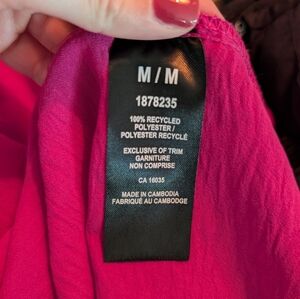 M / M
1878235
100% RECYCLED
POLYESTER /
POLYESTER RECYCLÉ
EXCLUSIVE OF TRIM
GARNITURE
NON COMPRISE
CA 16035
MADE IN CAMBODIA
FABRIQUÉ AU CAMBODGE